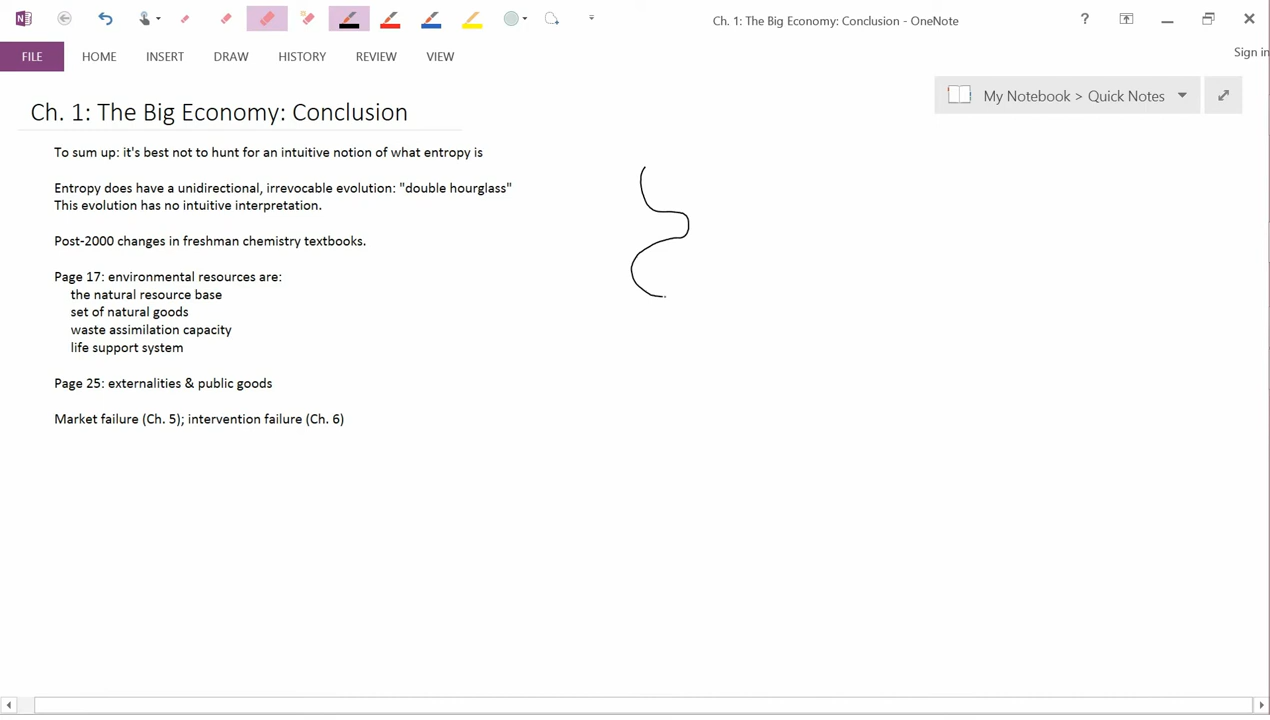 Ch. 1: The Big Economy: Conclusion - OneNote
?
Sign in
FILE HOME INSERT DRAW HISTORY REVIEW VIEW
My Notebook > Quick Notes
Ch. 1: The Big Economy: Conclusion
To sum up: it's best not to hunt for an intuitive notion of what entropy is
Entropy does have a unidirectional, irrevocable evolution: "double hourglass"
This evolution has no intuitive interpretation.
Post-2000 changes in freshman chemistry textbooks.
Page 17: environmental resources are:
the natural resource base
set of natural goods
waste assimilation capacity
life support system
Page 25: externalities & public goods
Market failure (Ch. 5); intervention failure (Ch. 6)